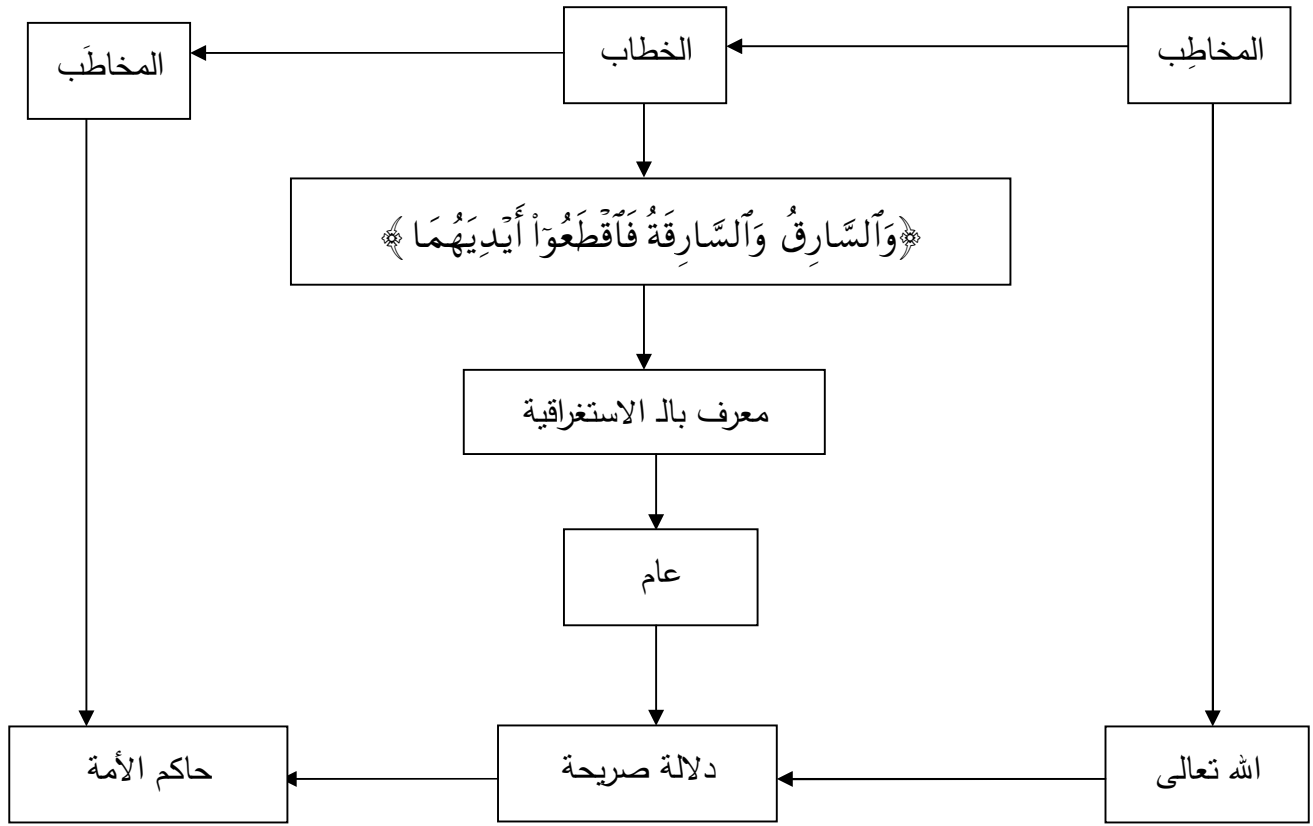 المخاطِب
الخطاب
المخاطَب
﴿وَٱلسَّارِقُ وَٱلسَّارِقَةُ فَٱقْطَعُوٓا۟ أَيْدِيَهُمَا ﴾
معرف بالـ الاستغراقية
عام
الله تعالى
دلالة صريحة
حاكم الأمة